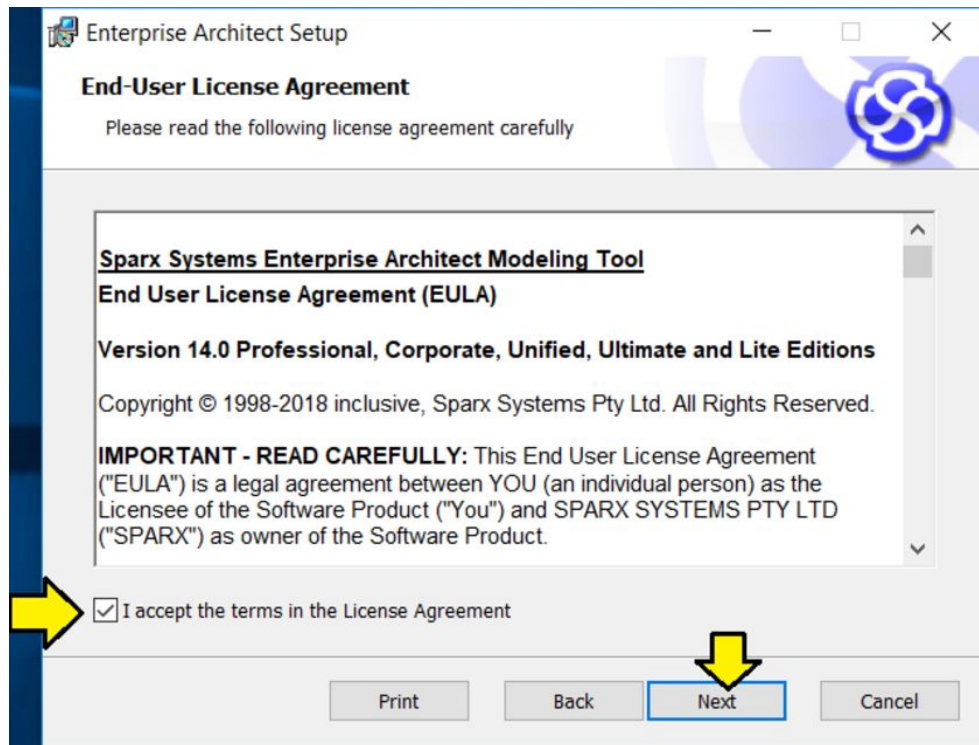 Enterprise Architect Setup
End-User License Agreement
Please read the following license agreement carefully
Sparx Systems Enterprise Architect Modeling Tool
End User License Agreement (EULA)
Version 14.0 Professional, Corporate, Unified, Ultimate and Lite Editions
Copyright © 1998-2018 inclusive, Sparx Systems Pty Ltd. All Rights Reserved.
IMPORTANT - READ CAREFULLY: This End User License Agreement
("EULA") is a legal agreement between YOU (an individual person) as the
Licensee of the Software Product ("You") and SPARX SYSTEMS PTY LTD
("SPARX") as owner of the Software Product.
I accept the terms in the License Agreement
Print Back Next Cancel